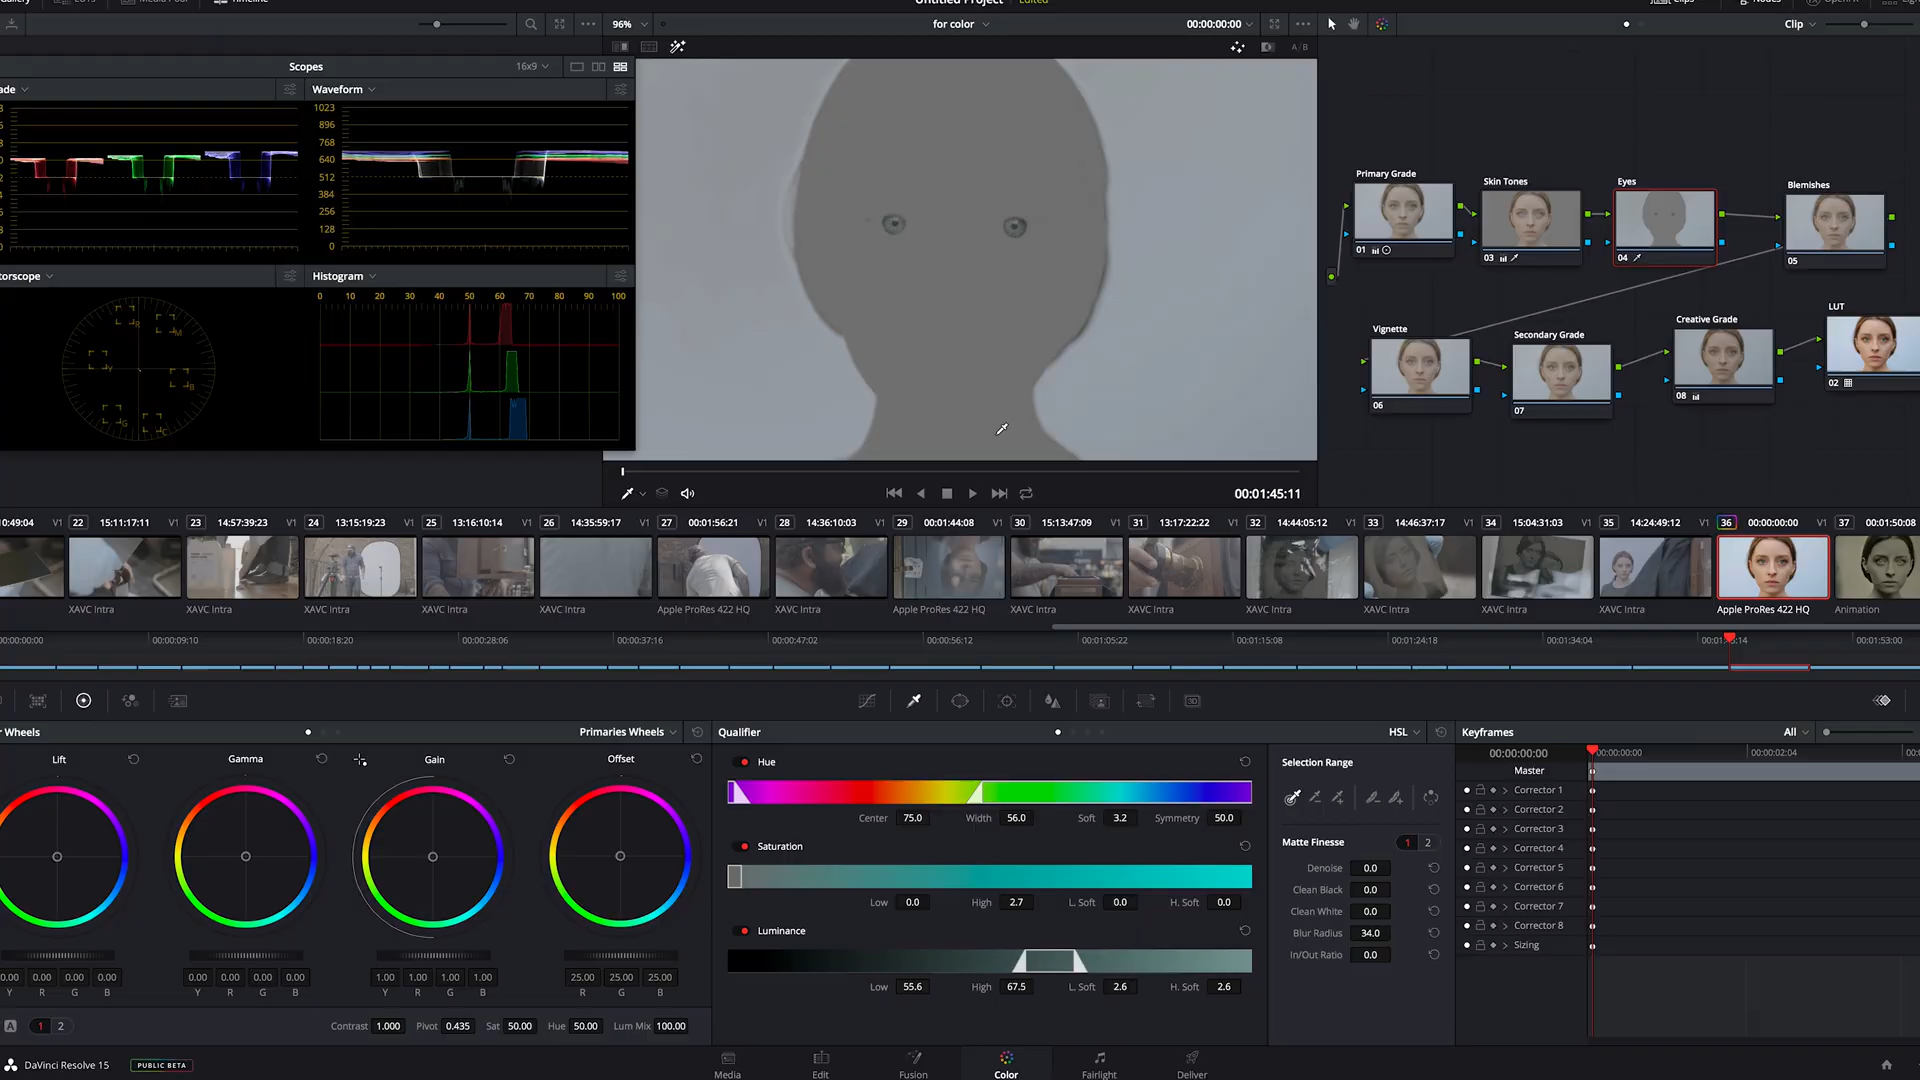 Gallery LUTs Media Pool Timeline Untitled Project Edited Clips Nodes OpenFX
96% for color 00:00:00:00 Clip
Scopes 16x9 A/B
Waveform
1023
896
768
640
512
384
256
128
0
Histogram
0 10 20 30 40 50 60 70 80 90 100
R M B C G Y
Primary Grade Skin Tones Eyes Blemishes
01 03 04 05
Vignette Secondary Grade Creative Grade LUT
06 07 08 02
00:01:45:11
10:49:04 V1 22 15:11:17:11 V1 23 14:57:39:23 V1 24 13:15:19:23 V1 25 13:16:10:14 V1 26 14:35:59:17 V1 27 00:01:56:21 V1 28 14:36:10:03 V1 29 00:01:44:08 V1 30 15:13:47:09 V1 31 13:17:22:22 V1 32 14:44:05:12 V1 33 14:46:37:17 V1 34 15:04:31:03 V1 35 14:24:49:12 V1 36 00:00:00:00 V1 37 00:01:50:08
XAVC Intra XAVC Intra XAVC Intra XAVC Intra XAVC Intra Apple ProRes 422 HQ XAVC Intra Apple ProRes 422 HQ XAVC Intra XAVC Intra XAVC Intra XAVC Intra XAVC Intra XAVC Intra Apple ProRes 422 HQ Animation
00:00:00:00 00:00:09:10 00:00:18:20 00:00:28:06 00:00:37:16 00:00:47:02 00:00:56:12 00:01:05:22 00:01:15:08 00:01:24:18 00:01:34:04 00:01:53:00
Wheels Primaries Wheels Qualifier HSL Keyframes All
Lift Gamma Gain Offset
Hue
Center 75.0 Width 56.0 Soft 3.2 Symmetry 50.0
Saturation
Low 0.0 High 2.7 L. Soft 0.0 H. Soft 0.0
Luminance
Low 55.6 High 67.5 L. Soft 2.6 H. Soft 2.6
Selection Range
Matte Finesse 1 2
Denoise 0.0
Clean Black 0.0
Clean White 0.0
Blur Radius 34.0
In/Out Ratio 0.0
00:00:00:00 00:00:00:00 00:00:02:04
Master
Corrector 1
Corrector 2
Corrector 3
Corrector 4
Corrector 5
Corrector 6
Corrector 7
Corrector 8
Sizing
0.00 0.00 0.00 0.00 0.00 0.00 0.00 0.00 1.00 1.00 1.00 1.00 25.00 25.00 25.00
Y R G B Y R G B Y R G B R G B
A 1 2 Contrast 1.000 Pivot 0.435 Sat 50.00 Hue 50.00 Lum Mix 100.00
DaVinci Resolve 15 PUBLIC BETA Media Edit Fusion Color Fairlight Deliver